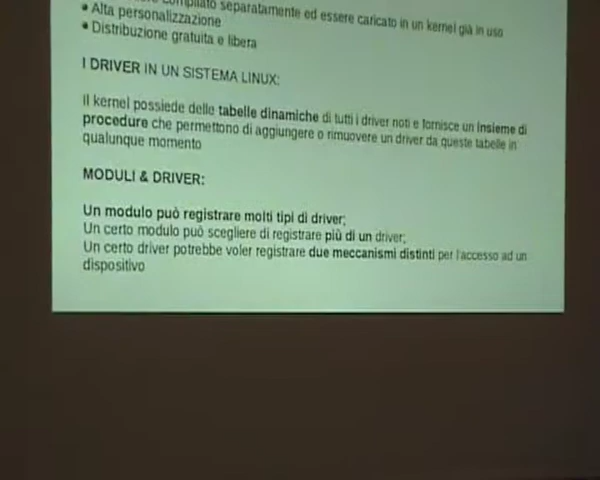 compilato separatamente ed essere caricato in un kernel già in uso
• Alta personalizzazione
• Distribuzione gratuita e libera
I DRIVER IN UN SISTEMA LINUX:
Il kernel possiede delle tabelle dinamiche di tutti i driver noti e fornisce un insieme di
procedure che permettono di aggiungere o rimuovere un driver da queste tabelle in
qualunque momento
MODULI & DRIVER:
Un modulo può registrare molti tipi di driver;
Un certo modulo può scegliere di registrare più di un driver;
Un certo driver potrebbe voler registrare due meccanismi distinti per l'accesso ad un
dispositivo